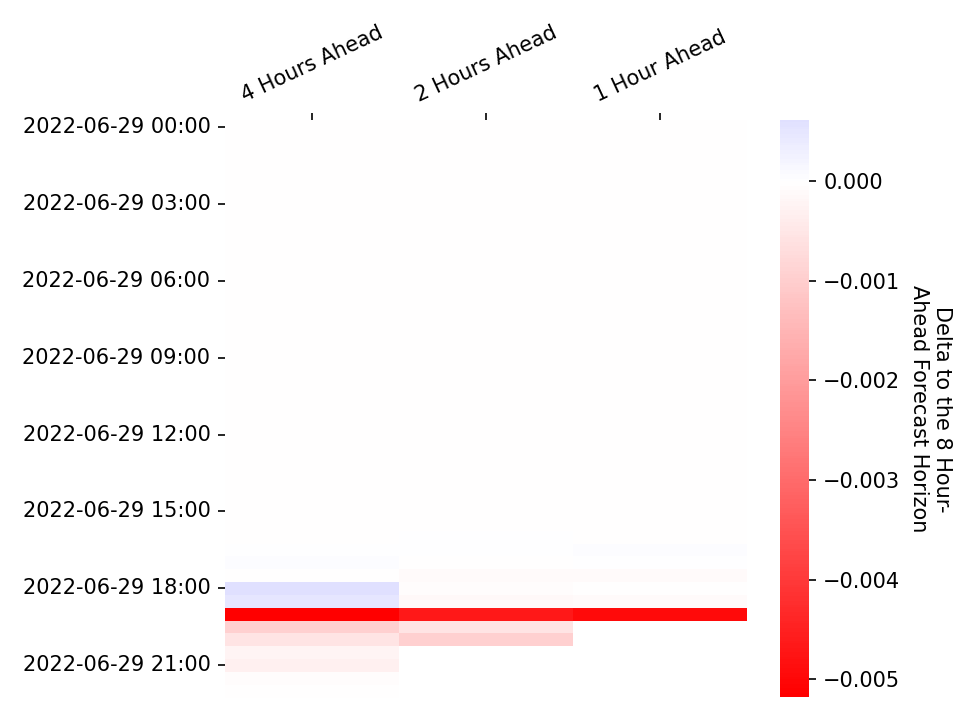 4 Hours Ahead
2 Hours Ahead
1 Hour Ahead
2022-06-29 00:00
2022-06-29 03:00
2022-06-29 06:00
2022-06-29 09:00
2022-06-29 12:00
2022-06-29 15:00
2022-06-29 18:00
2022-06-29 21:00
0.000
−0.001
−0.002
−0.003
−0.004
−0.005
Delta to the 8 Hour-
Ahead Forecast Horizon